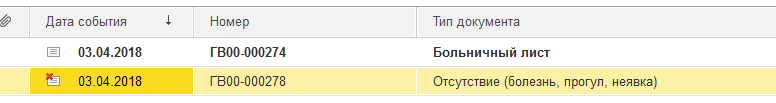 Дата события ↓ Номер Тип документа
03.04.2018 ГВ00-000274 Больничный лист
03.04.2018 ГВ00-000278 Отсутствие (болезнь, прогул, неявка)